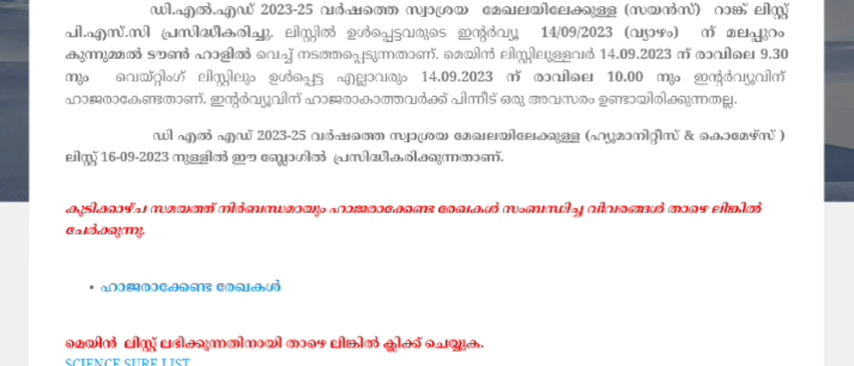 ഡി.എൽ.എഡ് 2023-25 വർഷത്തെ സ്വാശ്രയ മേഖലയിലേക്കുള്ള (സയൻസ്) റാങ്ക് ലിസ്റ്റ്
പി.എസ്.സി പ്രസിദ്ധീകരിച്ചു. ലിസ്റ്റിൽ ഉൾപ്പെട്ടവരുടെ ഇന്റർവ്യൂ 14/09/2023 (വ്യാഴം) ന് മലപ്പുറം
കുന്നുമ്മൽ ടൗൺ ഹാളിൽ വെച്ച് നടത്തപ്പെടുന്നതാണ്. മെയിൻ ലിസ്റ്റിലുള്ളവർ 14.09.2023 ന് രാവിലെ 9.30
നും വെയ്റ്റിംഗ് ലിസ്റ്റിലും ഉൾപ്പെട്ട എല്ലാവരും 14.09.2023 ന് രാവിലെ 10.00 നും ഇന്റർവ്യൂവിന്
ഹാജരാകേണ്ടതാണ്. ഇന്റർവ്യൂവിന് ഹാജരാകാത്തവർക്ക് പിന്നീട് ഒരു അവസരം ഉണ്ടായിരിക്കുന്നതല്ല.
ഡി എൽ എഡ് 2023-25 വർഷത്തെ സ്വാശ്രയ മേഖലയിലേക്കുള്ള (ഹ്യുമാനിറ്റീസ് & കൊമേഴ്സ് )
ലിസ്റ്റ് 16-09-2023 നുള്ളിൽ ഈ ബ്ലോഗിൽ പ്രസിദ്ധീകരിക്കുന്നതാണ്.
കൂടിക്കാഴ്ച സമയത്ത് നിർബന്ധമായും ഹാജരാക്കേണ്ട രേഖകൾ സംബന്ധിച്ച വിവരങ്ങൾ താഴെ ലിങ്കിൽ
ചേർക്കുന്നു.
• ഹാജരാക്കേണ്ട രേഖകൾ
മെയിൻ ലിസ്റ്റ് ലഭിക്കുന്നതിനായി താഴെ ലിങ്കിൽ ക്ലിക്ക് ചെയ്യുക.
SCIENCE SURE LIST